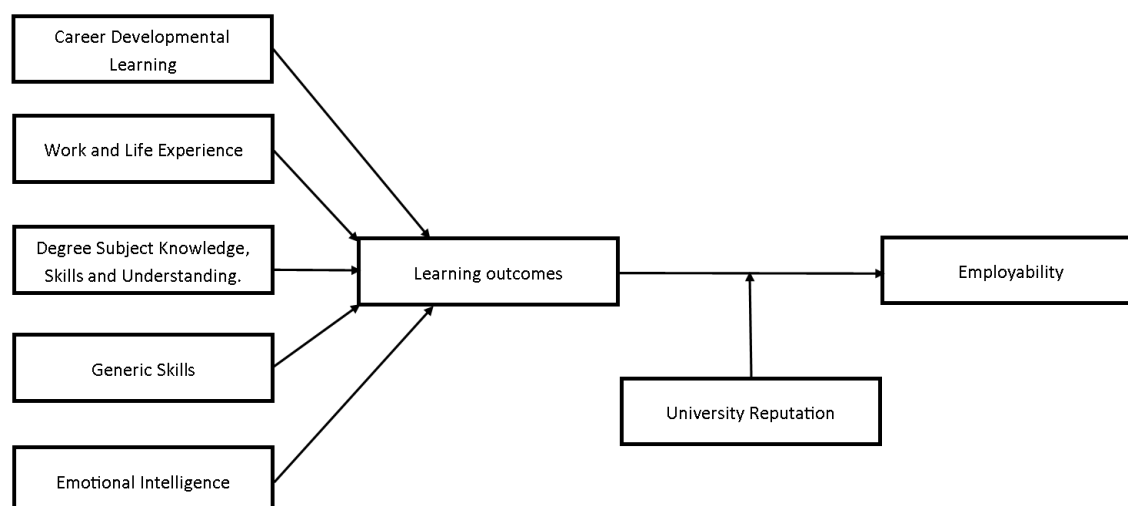 Career Developmental
Learning
Work and Life Experience
Degree Subject Knowledge,
Skills and Understanding.
Learning outcomes
Employability
Generic Skills
University Reputation
Emotional Intelligence